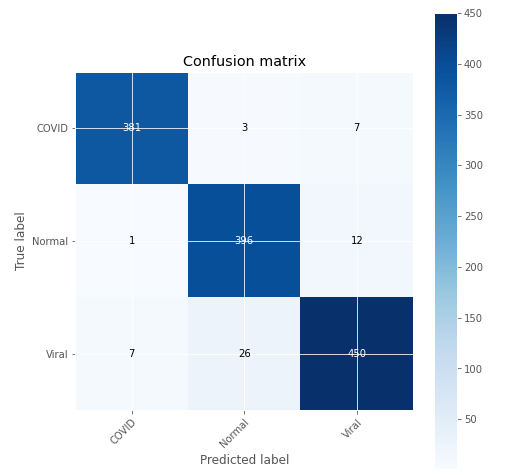 Confusion matrix
450
400
350
300
250
200
150
100
50
True label
COVID 381 3 7
Normal 1 396 12
Viral 7 26 450
COVID Normal Viral
Predicted label